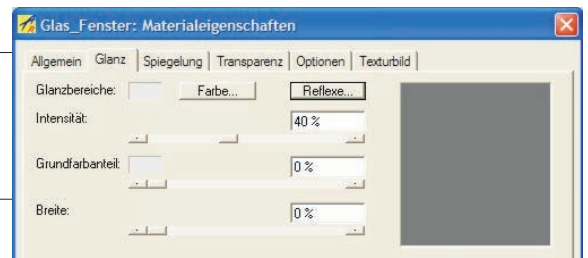 Glas_Fenster: Materialeigenschaften
Allgemein Glanz Spiegelung Transparenz Optionen Texturbild
Glanzbereiche: Farbe... Reflexe...
Intensität: 40 %
Grundfarbanteil: 0 %
Breite: 0 %